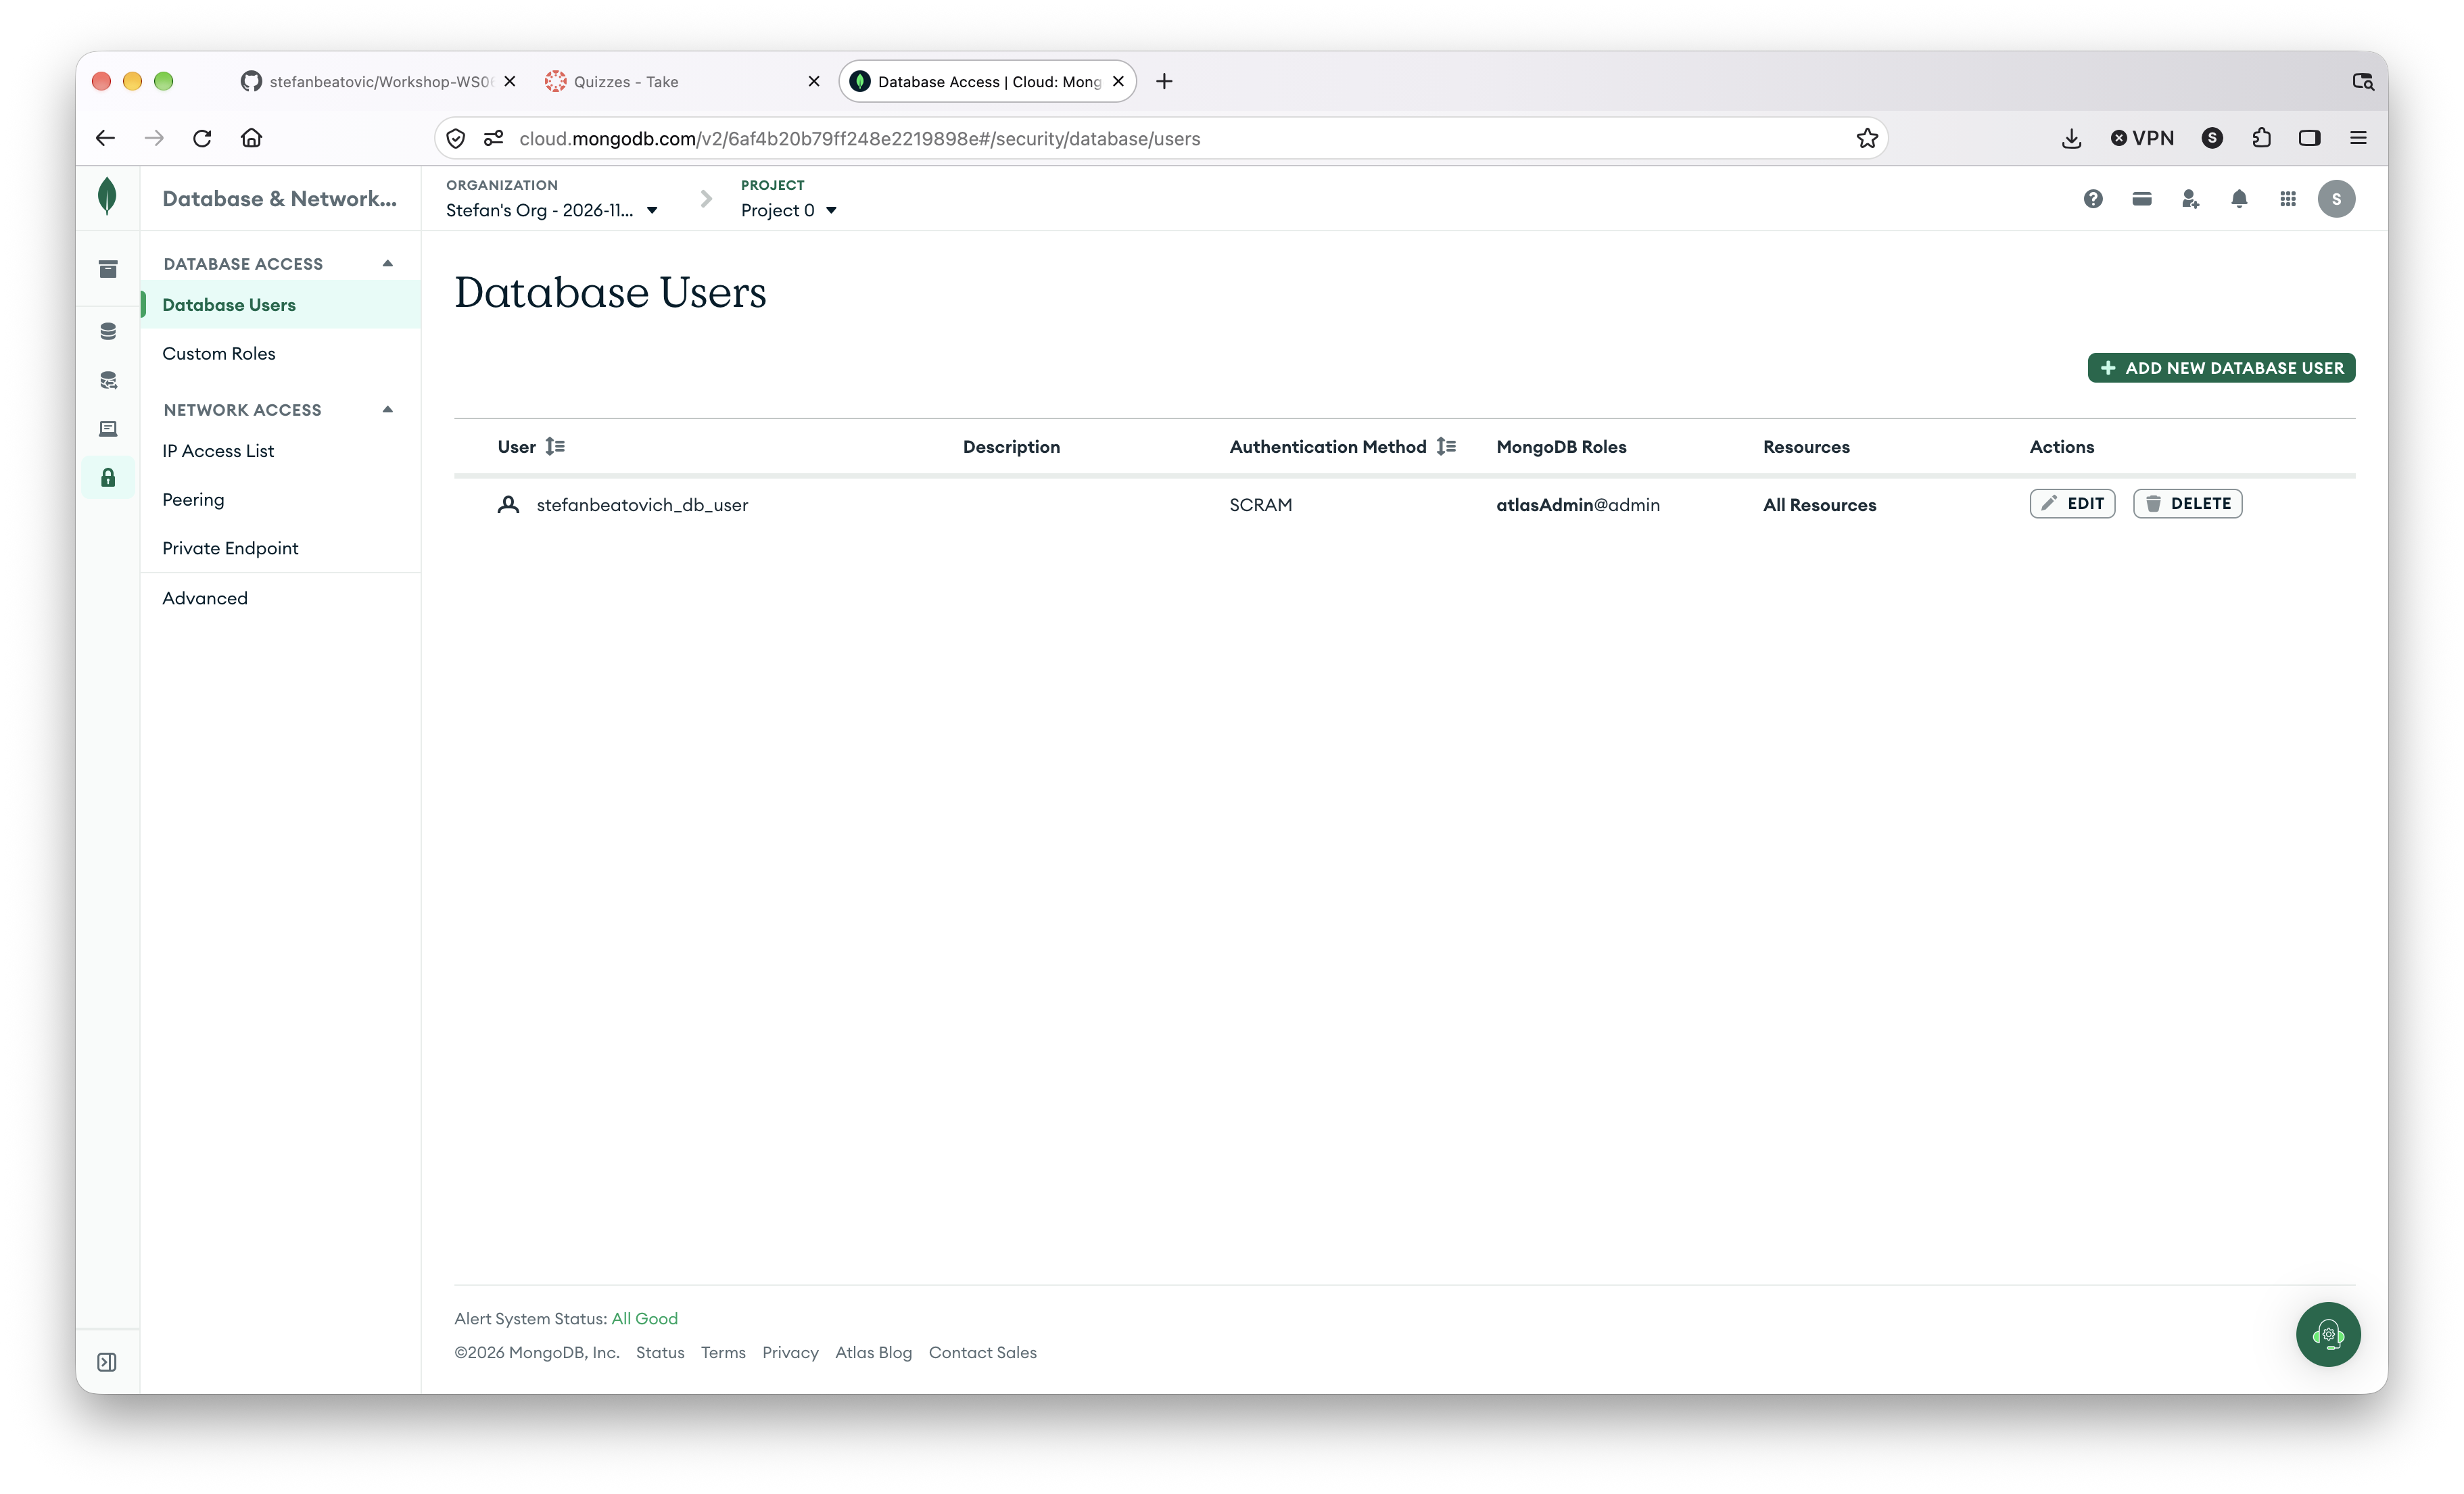 stefanbeatovic/Workshop-WS06
Quizzes - Take
Database Access | Cloud: Mong
cloud.mongodb.com/v2/6af4b20b79ff248e2219898e#/security/database/users
VPN
S
Database & Network...
ORGANIZATION
Stefan's Org - 2026-11...
PROJECT
Project 0
S
DATABASE ACCESS
Database Users
Custom Roles
NETWORK ACCESS
IP Access List
Peering
Private Endpoint
Advanced
Database Users
ADD NEW DATABASE USER
User Description Authentication Method MongoDB Roles Resources Actions
stefanbeatovich_db_user SCRAM atlasAdmin@admin All Resources EDIT DELETE
Alert System Status: All Good
©2026 MongoDB, Inc. Status Terms Privacy Atlas Blog Contact Sales